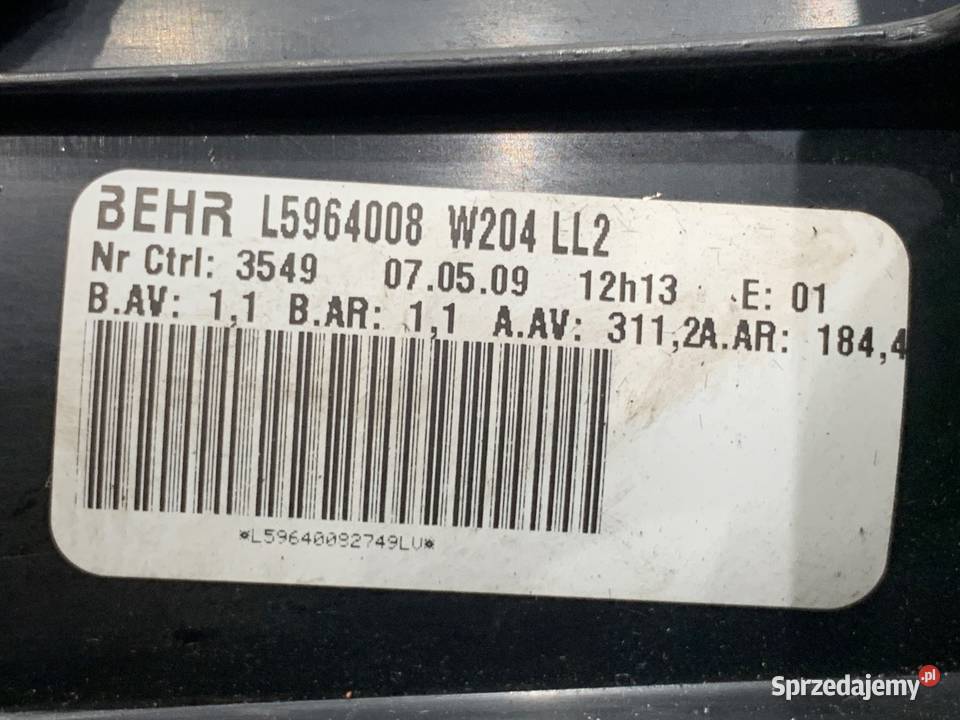 BEHR L5964008 W204 LL2
Nr Ctrl: 3549 07.05.09 12h13 E: 01
B.AV: 1,1 B.AR: 1,1 A.AV: 311,2A.AR: 184,4
*L59640092749LV*
Sprzedajemy.pl